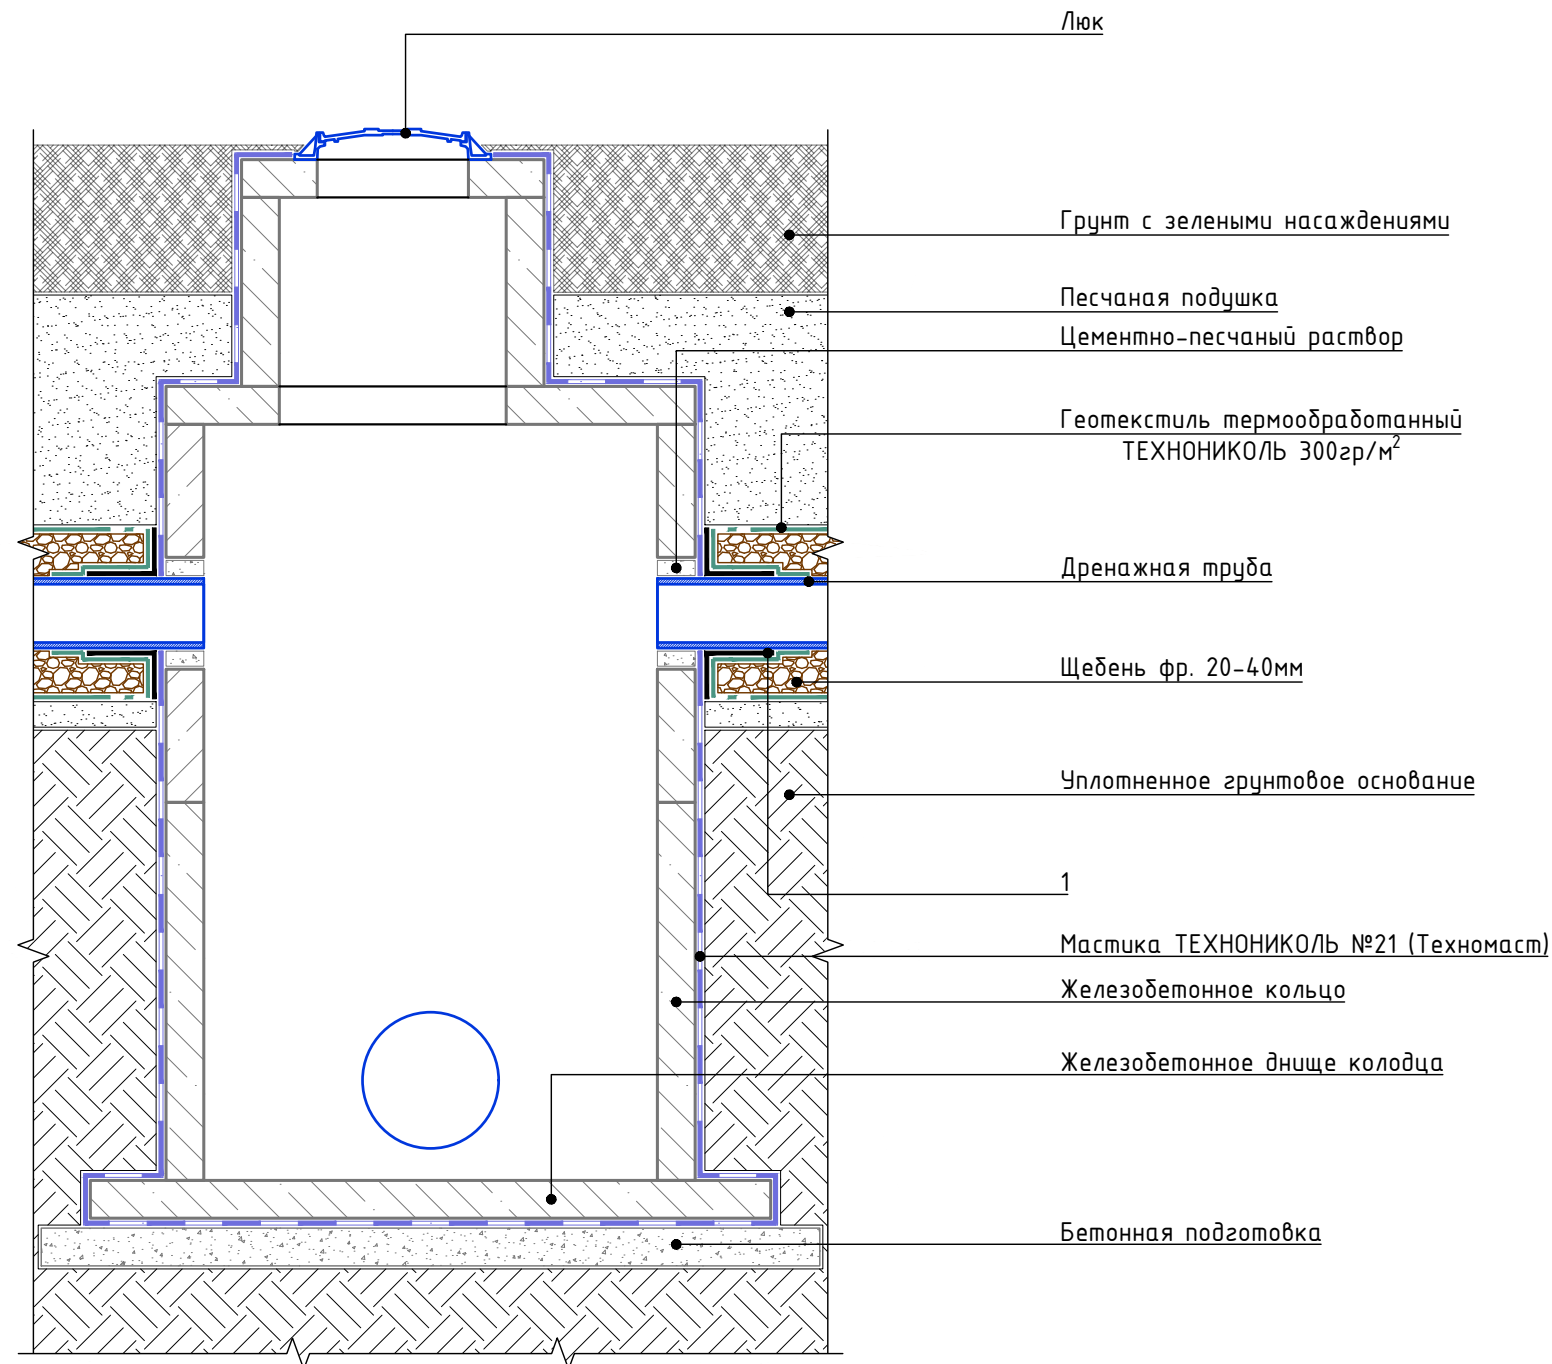 Люк
Грунт с зелеными насаждениями
Песчаная подушка
Цементно-песчаный раствор
Геотекстиль термообработанный
ТЕХНОНИКОЛЬ 300гр/м²
Дренажная труба
Щебень фр. 20-40мм
Уплотненное грунтовое основание
1
Мастика ТЕХНОНИКОЛЬ №21 (Техномаст)
Железобетонное кольцо
Железобетонное днище колодца
Бетонная подготовка